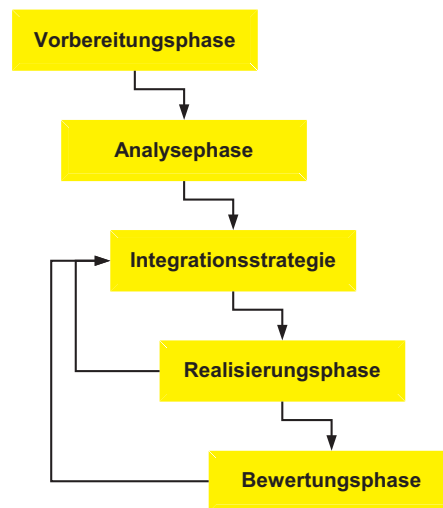 Vorbereitungsphase
Analysephase
Integrationsstrategie
Realisierungsphase
Bewertungsphase